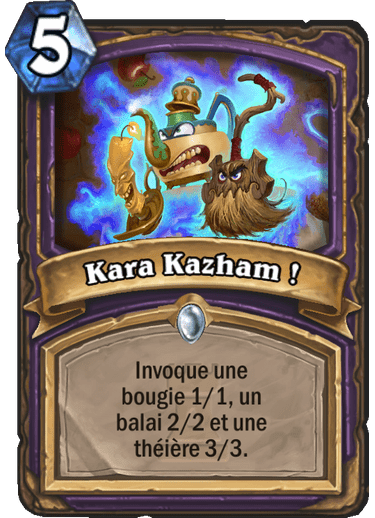 5
Kara Kazham !
Invoque une
bougie 1/1, un
balai 2/2 et une
théière 3/3.